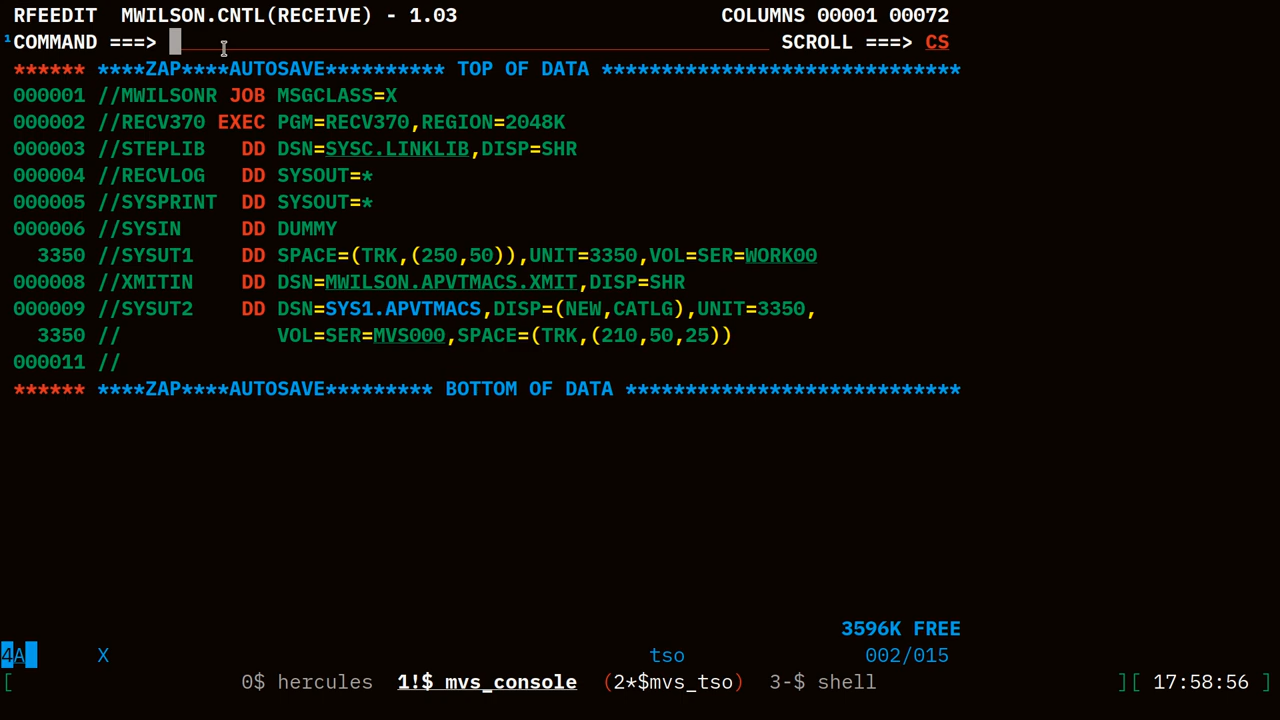 RFEEDIT  MWILSON.CNTL(RECEIVE) - 1.03                      COLUMNS 00001 00072
¹COMMAND ===>                                                   SCROLL ===> CS
****** ****ZAP****AUTOSAVE********** TOP OF DATA ******************************
000001 //MWILSONR JOB MSGCLASS=X
000002 //RECV370 EXEC PGM=RECV370,REGION=2048K
000003 //STEPLIB   DD DSN=SYSC.LINKLIB,DISP=SHR
000004 //RECVLOG   DD SYSOUT=*
000005 //SYSPRINT  DD SYSOUT=*
000006 //SYSIN     DD DUMMY
  3350 //SYSUT1    DD SPACE=(TRK,(250,50)),UNIT=3350,VOL=SER=WORK00
000008 //XMITIN    DD DSN=MWILSON.APVTMACS.XMIT,DISP=SHR
000009 //SYSUT2    DD DSN=SYS1.APVTMACS,DISP=(NEW,CATLG),UNIT=3350,
  3350 //             VOL=SER=MVS000,SPACE=(TRK,(210,50,25))
000011 //
****** ****ZAP****AUTOSAVE********* BOTTOM OF DATA ****************************
3596K FREE
4A      X                                             tso               002/015
[                   0$ hercules  1!$ mvs_console  (2*$mvs_tso)  3-$ shell                    ][ 17:58:56 ]